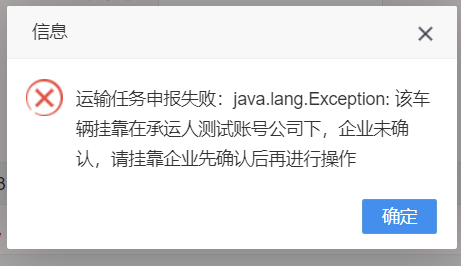 信息
运输任务申报失败：java.lang.Exception: 该车
辆挂靠在承运人测试账号公司下，企业未确
认，请挂靠企业先确认后再进行操作
确定